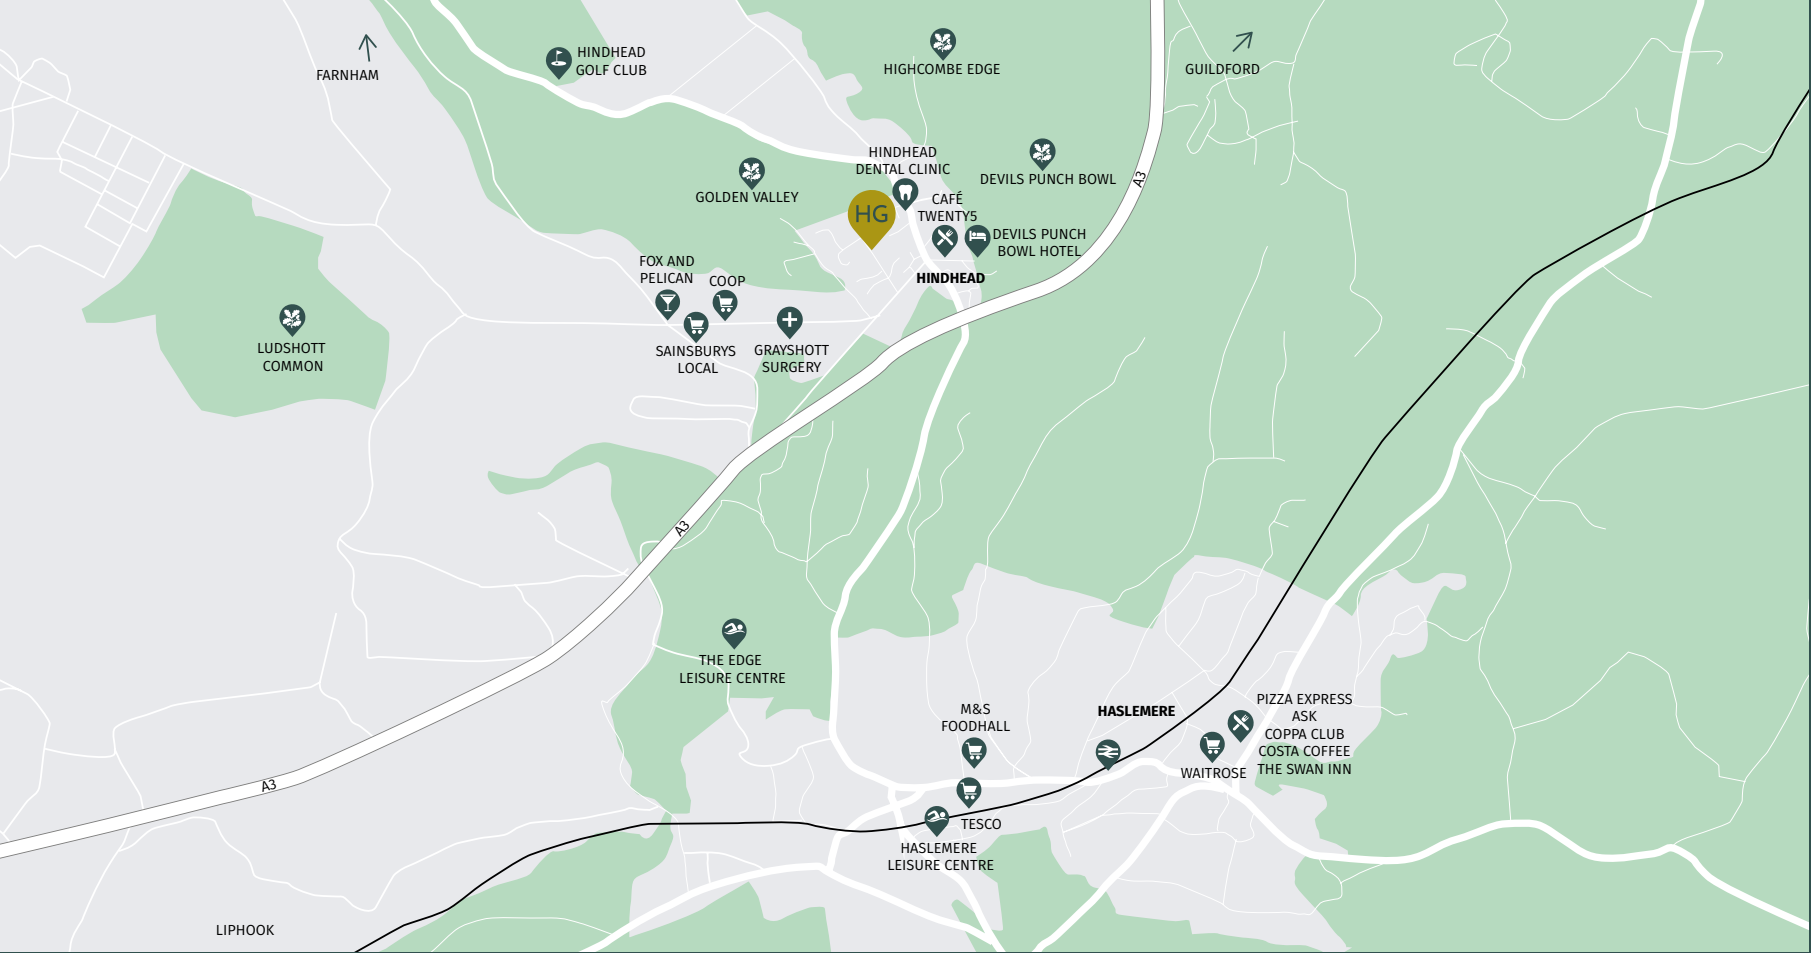 HINDHEAD
GOLF CLUB
FARNHAM
HIGHCOMBE EDGE
GUILDFORD
HINDHEAD
DENTAL CLINIC
DEVILS PUNCH BOWL
A3
GOLDEN VALLEY
CAFÉ
TWENTY5
HG
DEVILS PUNCH
BOWL HOTEL
FOX AND
PELICAN
COOP
HINDHEAD
LUDSHOTT
COMMON
SAINSBURYS
LOCAL
GRAYSHOTT
SURGERY
A3
THE EDGE
LEISURE CENTRE
M&S
FOODHALL
HASLEMERE
PIZZA EXPRESS
ASK
COPPA CLUB
COSTA COFFEE
THE SWAN INN
WAITROSE
A3
TESCO
HASLEMERE
LEISURE CENTRE
LIPHOOK